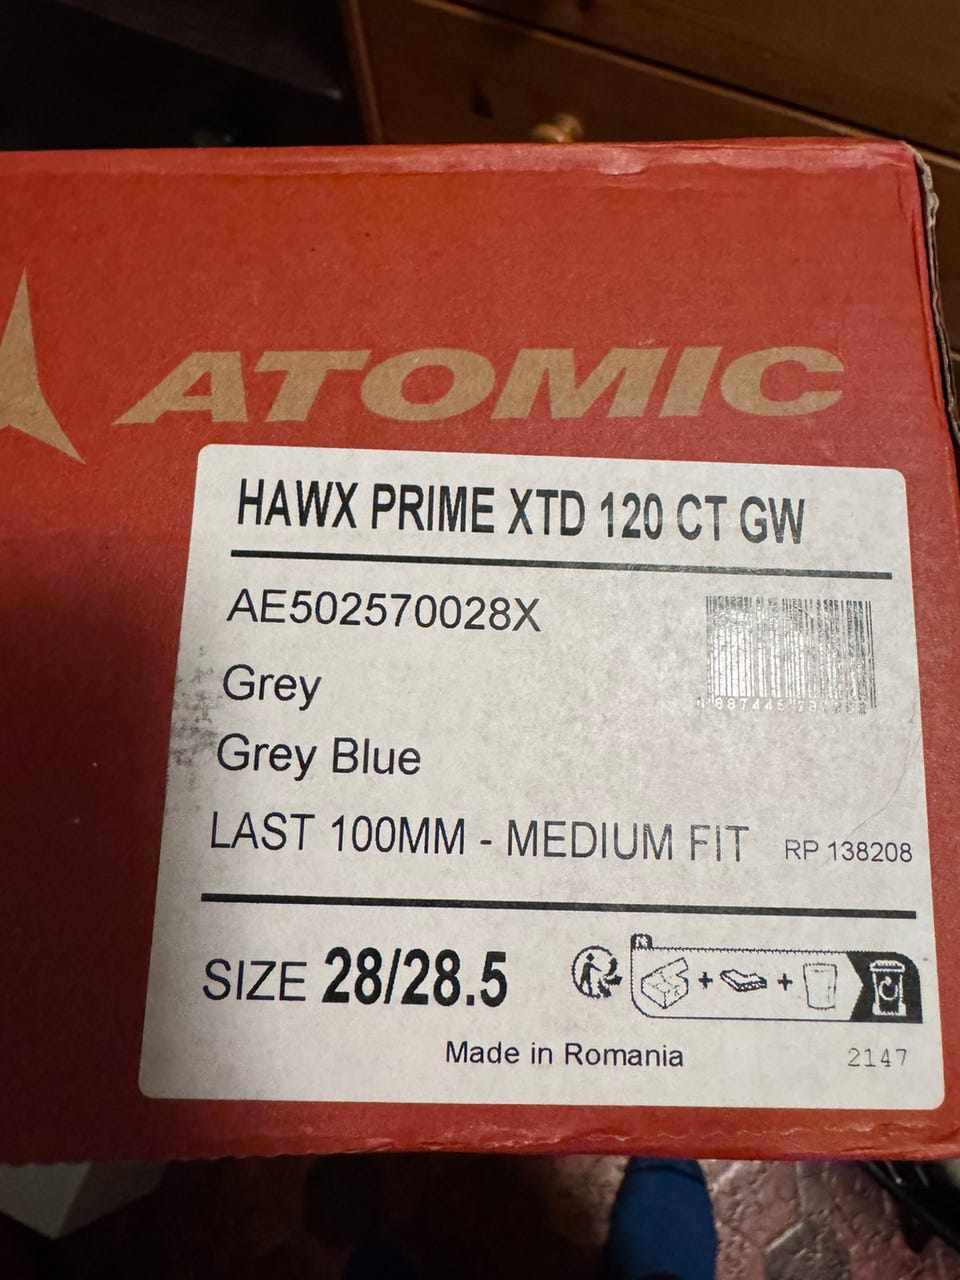 ATOMIC
HAWX PRIME XTD 120 CT GW
AE502570028X
Grey
Grey Blue
LAST 100MM - MEDIUM FIT RP 138208
SIZE 28/28.5
FR
Made in Romania 2147